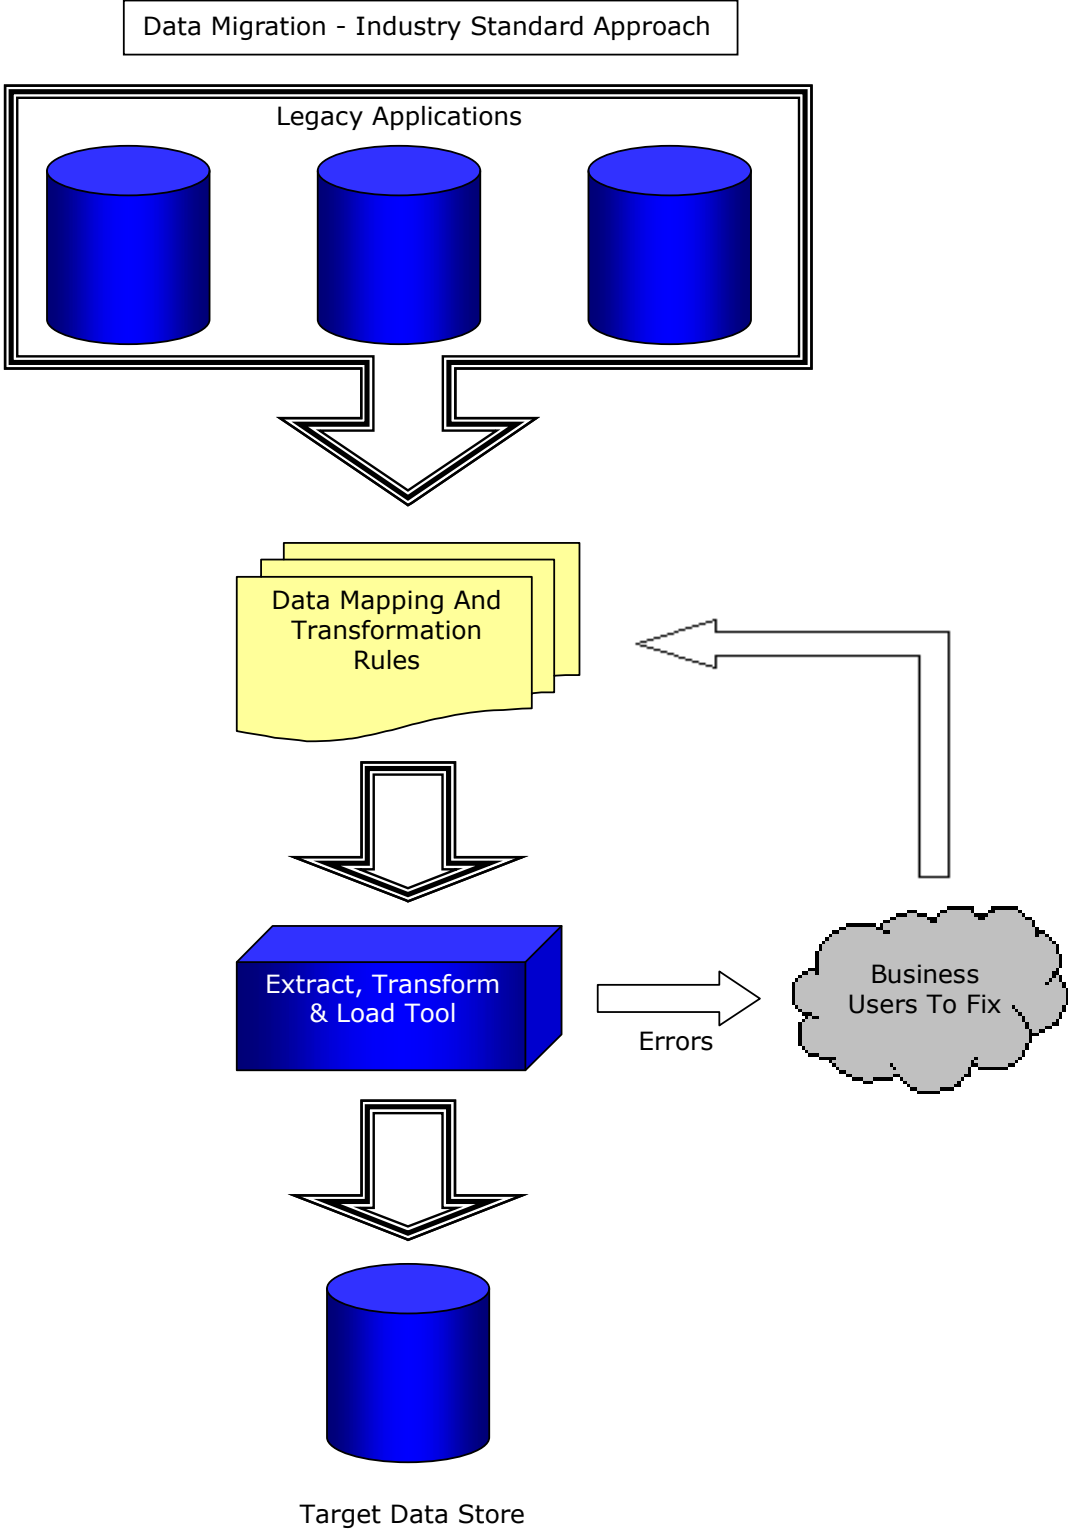 Data Migration - Industry Standard Approach
Legacy Applications
Data Mapping And
Transformation
Rules
Extract, Transform
& Load Tool
Errors
Business
Users To Fix
Target Data Store